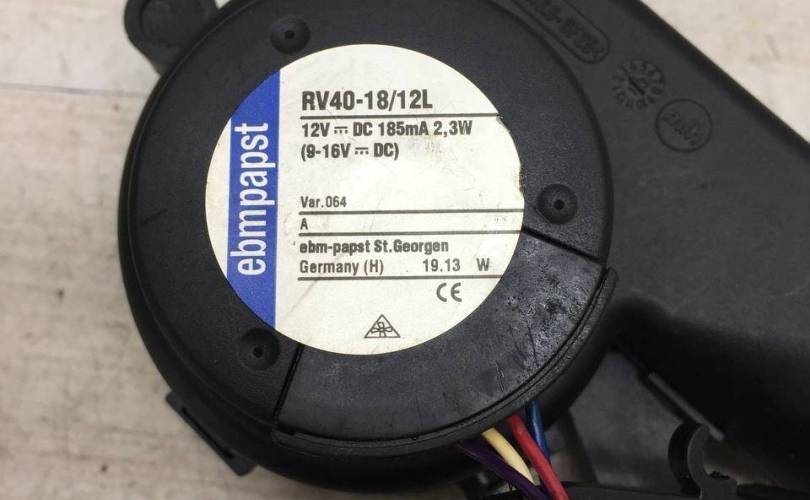 ebmpapst
RV40-18/12L
12V ⎓ DC 185mA 2,3W
(9-16V ⎓ DC)
Var.064
A
ebm-papst St.Georgen
Germany (H) 19.13 W
CE